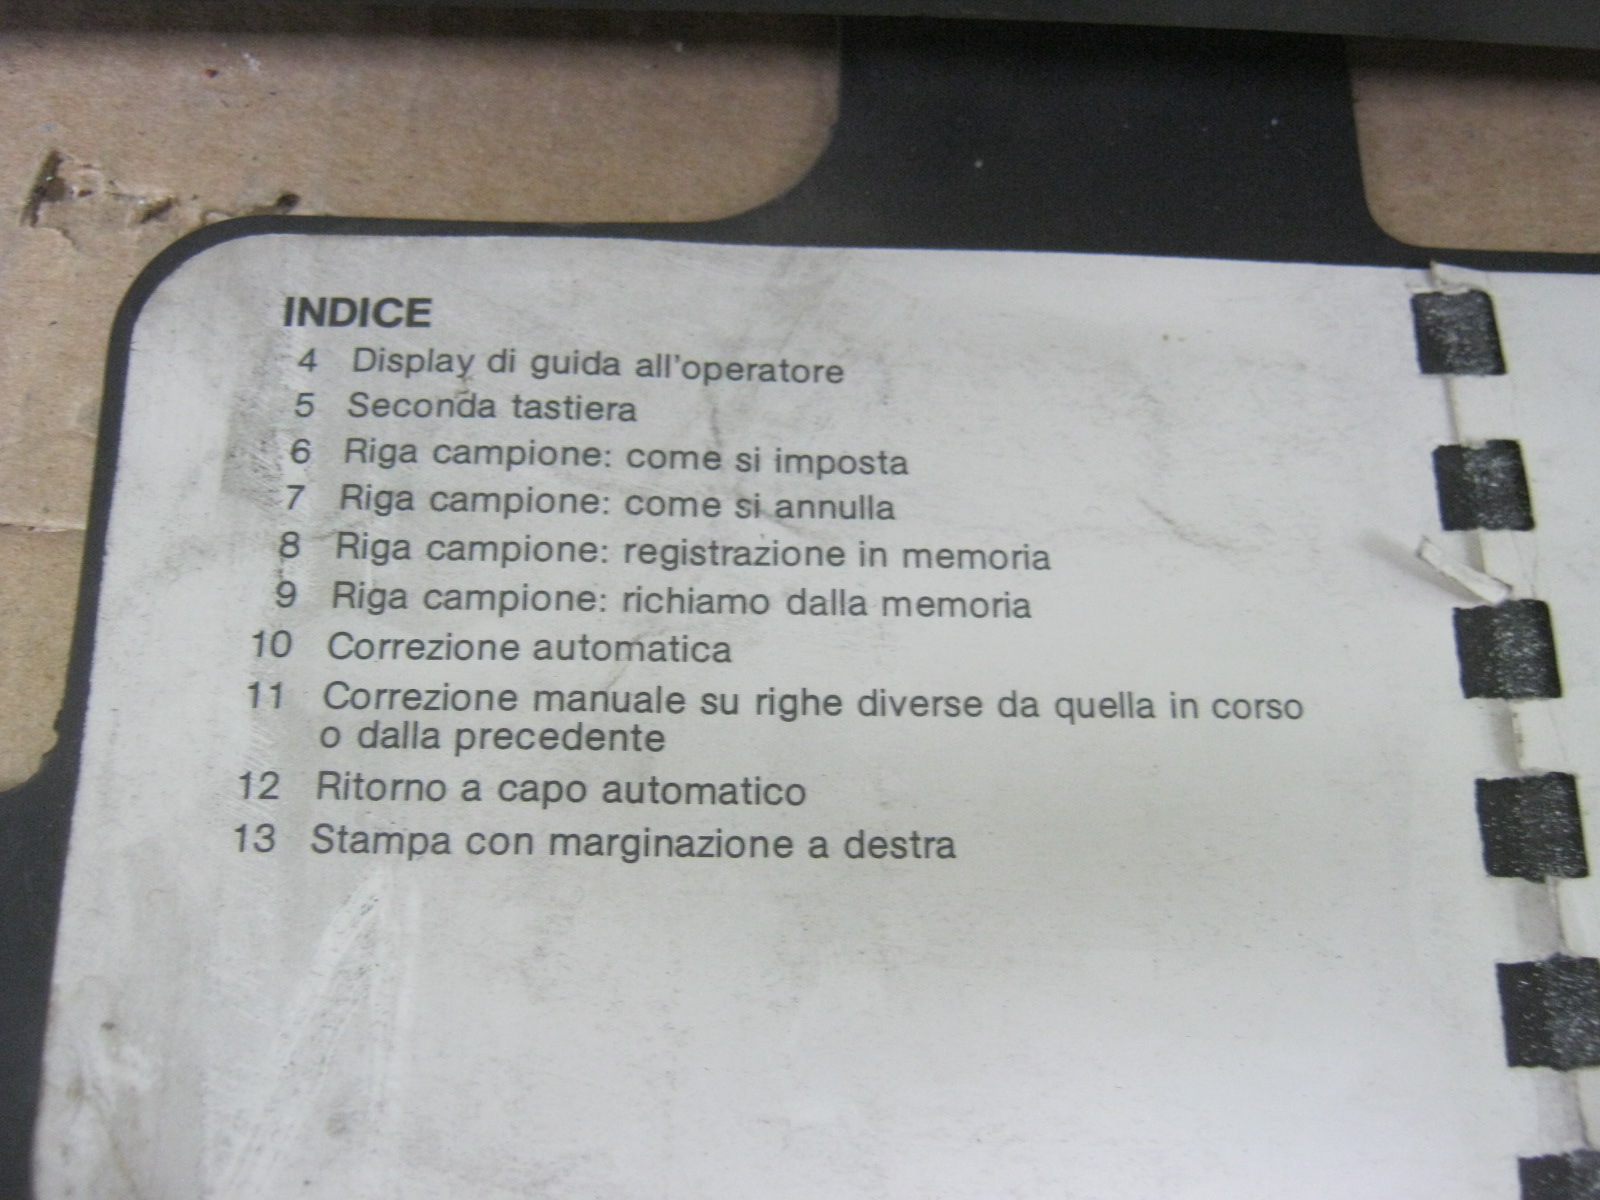 INDICE
4 Display di guida all'operatore
5 Seconda tastiera
6 Riga campione: come si imposta
7 Riga campione: come si annulla
8 Riga campione: registrazione in memoria
9 Riga campione: richiamo dalla memoria
10 Correzione automatica
11 Correzione manuale su righe diverse da quella in corso
o dalla precedente
12 Ritorno a capo automatico
13 Stampa con marginazione a destra